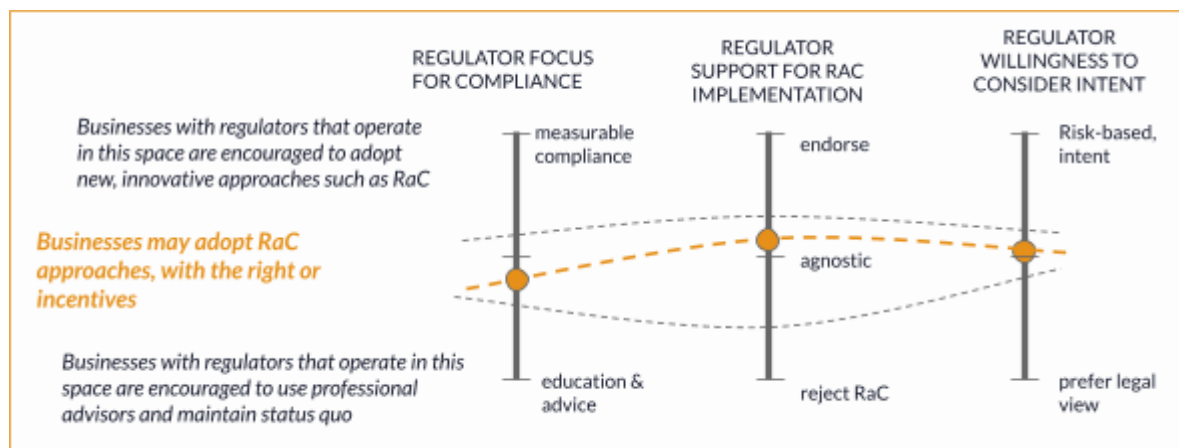 REGULATOR FOCUS
FOR COMPLIANCE
REGULATOR
SUPPORT FOR RAC
IMPLEMENTATION
REGULATOR
WILLINGNESS TO
CONSIDER INTENT
Businesses with regulators that operate
in this space are encouraged to adopt
new, innovative approaches such as RaC
measurable
compliance
endorse
Risk-based,
intent
Businesses may adopt RaC
approaches, with the right or
incentives
agnostic
Businesses with regulators that operate in this
space are encouraged to use professional
advisors and maintain status quo
education &
advice
reject RaC
prefer legal
view